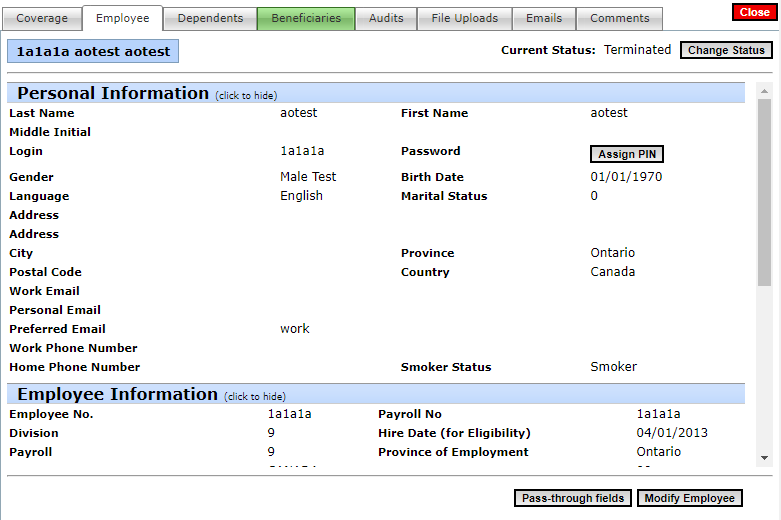 Coverage Employee Dependents Beneficiaries Audits File Uploads Emails Comments Close
1a1a1a aotest aotest Current Status: Terminated Change Status
Personal Information (click to hide)
Last Name aotest First Name aotest
Middle Initial
Login 1a1a1a Password Assign PIN
Gender Male Test Birth Date 01/01/1970
Language English Marital Status 0
Address
Address
City Province Ontario
Postal Code Country Canada
Work Email
Personal Email
Preferred Email work
Work Phone Number
Home Phone Number Smoker Status Smoker
Employee Information (click to hide)
Employee No. 1a1a1a Payroll No 1a1a1a
Division 9 Hire Date (for Eligibility) 04/01/2013
Payroll 9 Province of Employment Ontario
Pass-through fields Modify Employee